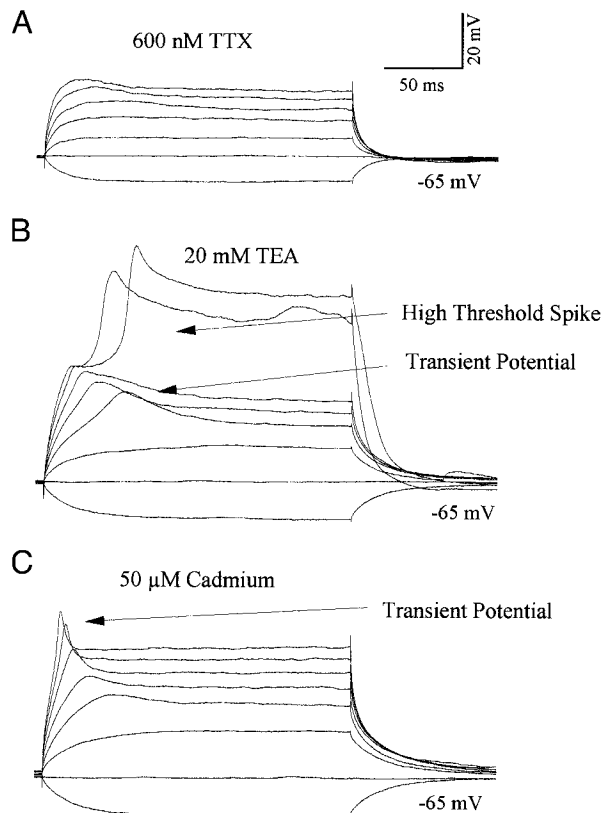 A
600 nM TTX
20 mV
50 ms
-65 mV
B
20 mM TEA
High Threshold Spike
Transient Potential
-65 mV
C
50 µM Cadmium
Transient Potential
-65 mV